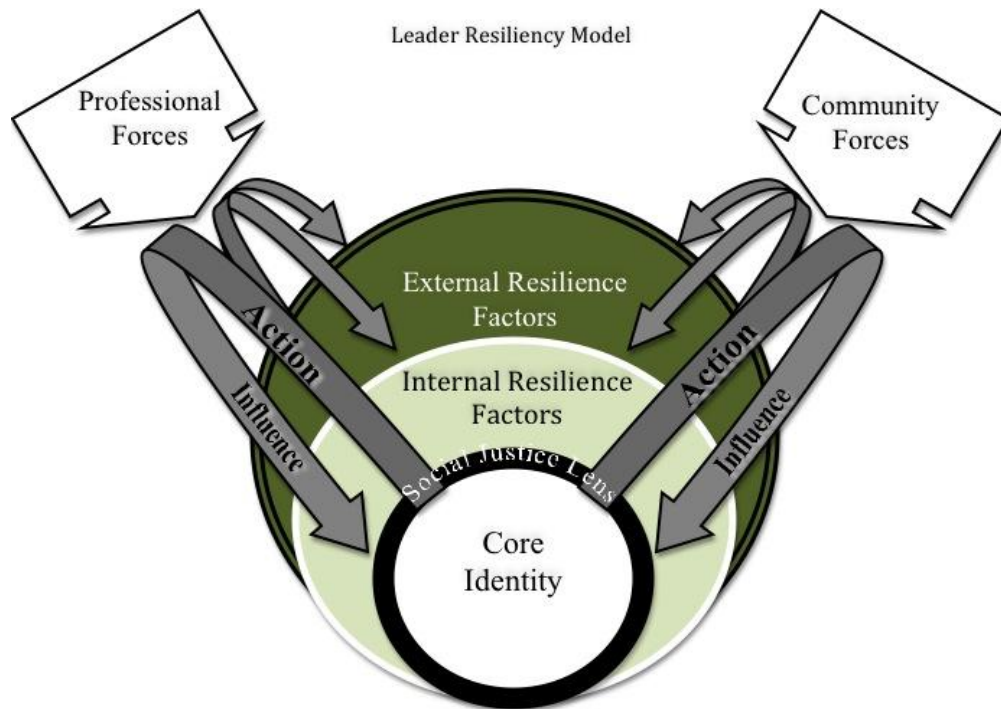 Leader Resiliency Model
Professional
Forces
Community
Forces
External Resilience
Factors
Internal Resilience
Factors
Action
Influence
Action
Influence
Social Justice Lens
Core
Identity